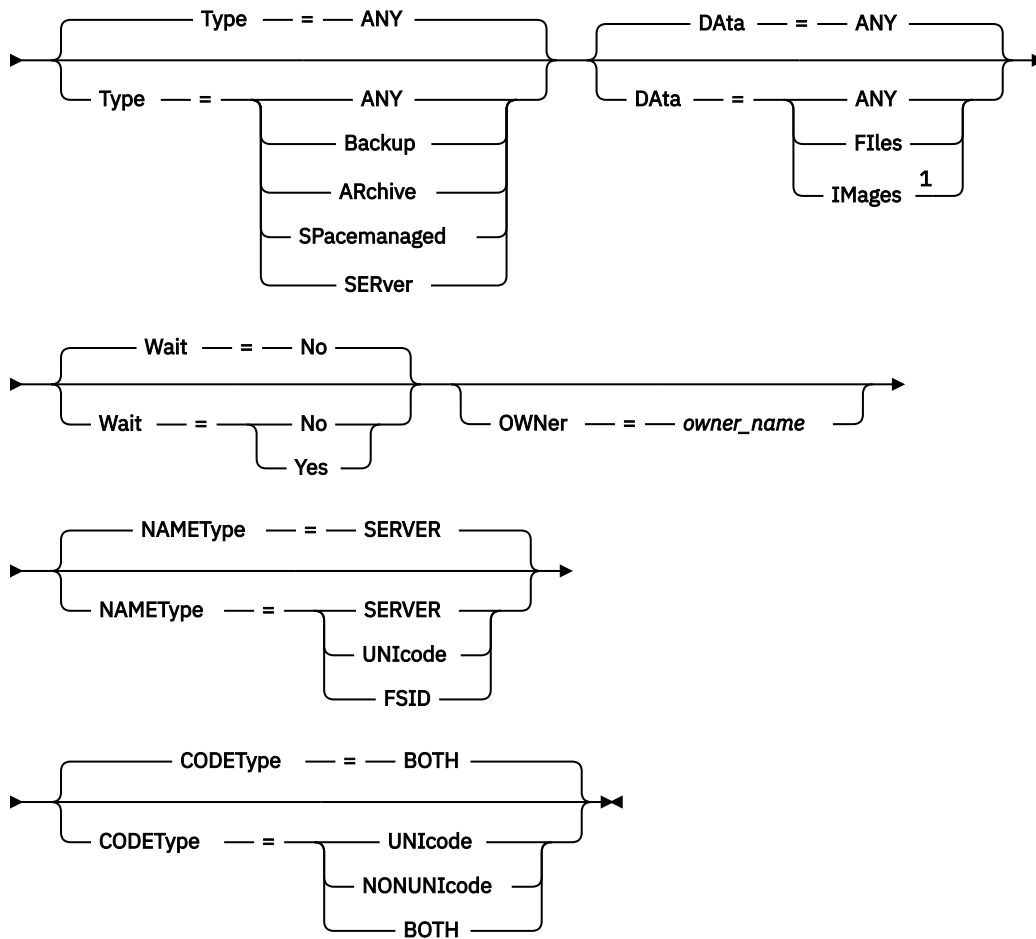 Type = ANY DAta = ANY
Type = ANY DAta = ANY
Backup FIles
ARchive IMages 1
SPacemanaged
SERver
Wait = No
Wait = No OWNer = owner_name
Yes
NAMEType = SERVER
NAMEType = SERVER
UNIcode
FSID
CODEType = BOTH
CODEType = UNIcode
NONUNIcode
BOTH